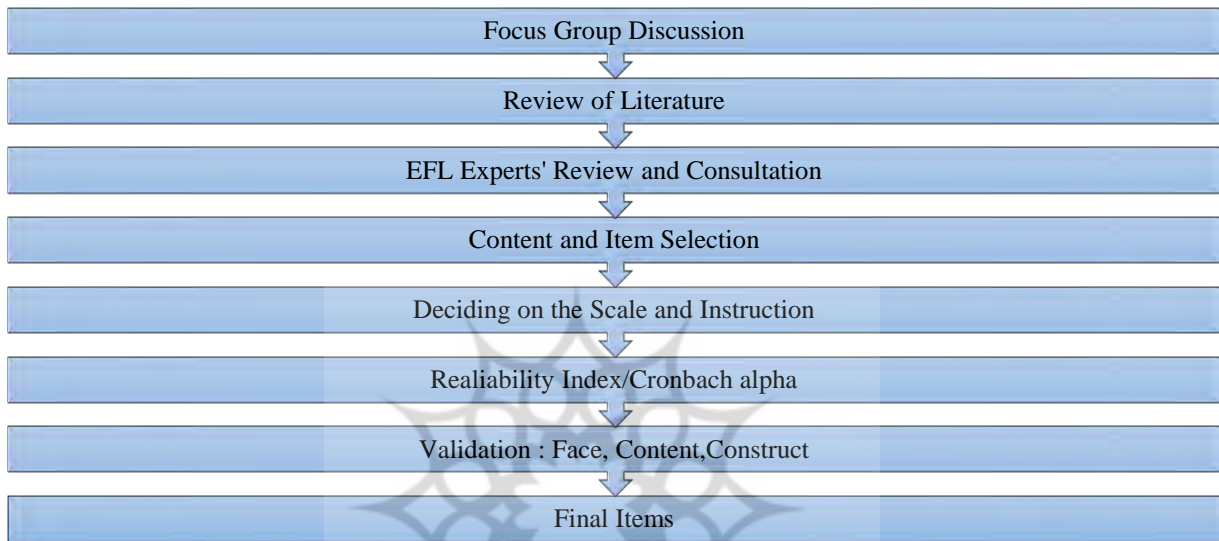 Focus Group Discussion
Review of Literature
EFL Experts' Review and Consultation
Content and Item Selection
Deciding on the Scale and Instruction
Realiability Index/Cronbach alpha
Validation : Face, Content,Construct
Final Items